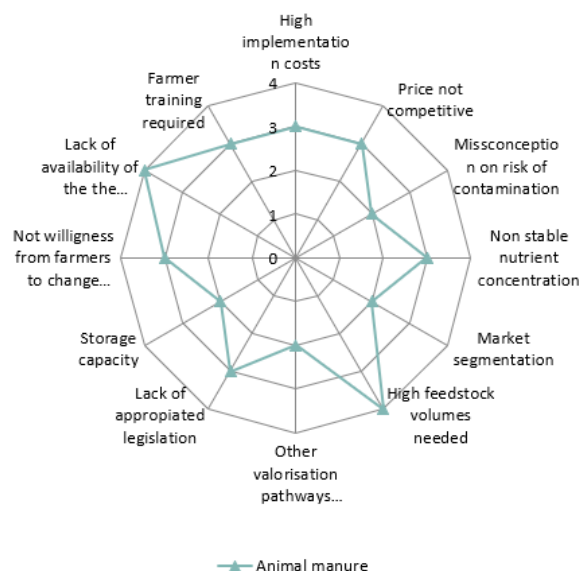 High
implementatio
n costs
Price not
competitive
Missconceptio
n on risk of
contamination
Non stable
nutrient
concentration
Market
segmentation
High feedstock
volumes
needed
Other
valorisation
pathways...
Lack of
appropiated
legislation
Storage
capacity
Not willigness
from farmers
to change...
Lack of
availability of
the the...
Farmer
training
required
4
3
2
1
0
Animal manure